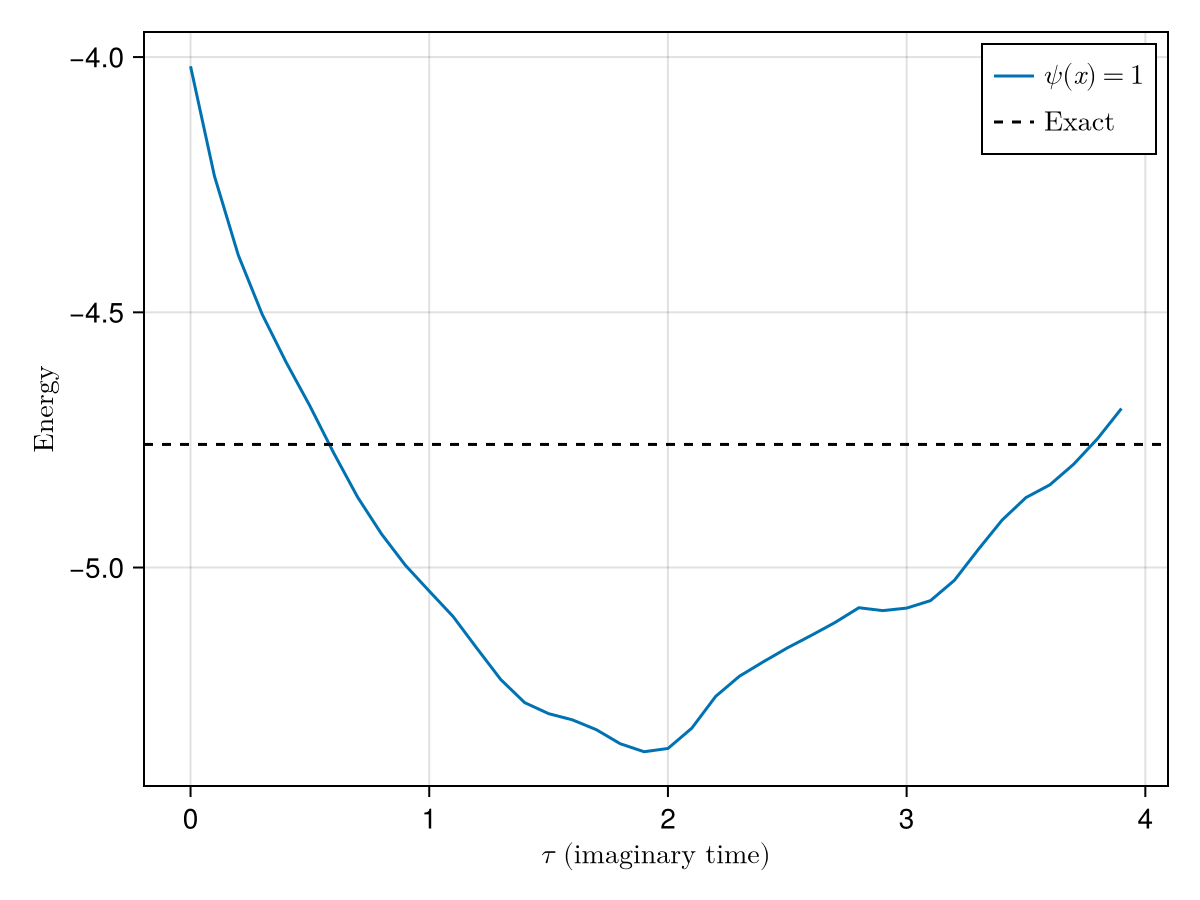 −4.0
−4.5
−5.0
Energy
0 1 2 3 4
τ (imaginary time)
ψ(x) = 1
Exact